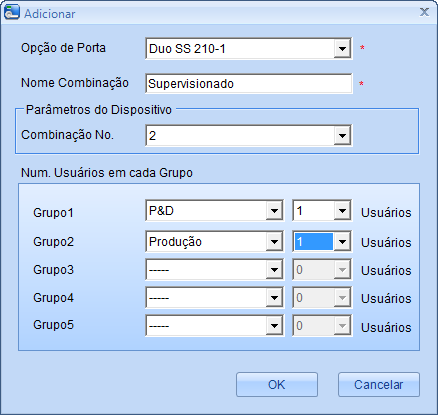 Adicionar
Opção de Porta Duo SS 210-1 *
Nome Combinação Supervisionado *
Parâmetros do Dispositivo
Combinação No. 2
Num. Usuários em cada Grupo
Grupo1 P&D 1 Usuários
Grupo2 Produção 1 Usuários
Grupo3 ----- 0 Usuários
Grupo4 ----- 0 Usuários
Grupo5 ----- 0 Usuários
OK Cancelar